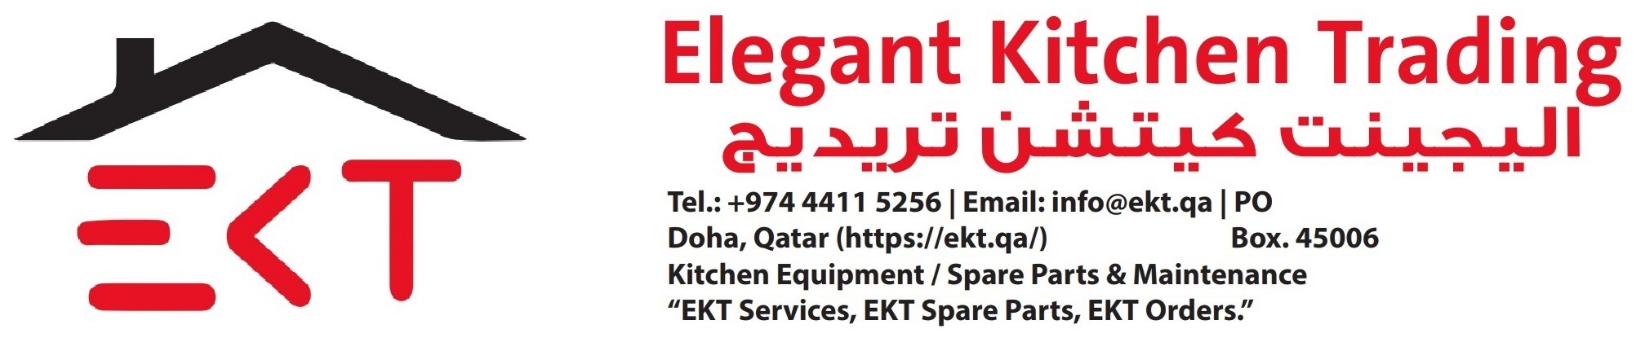 EKT
Elegant Kitchen Trading
اليجينت كيتشن تريديج
Tel.: +974 4411 5256 | Email: info@ekt.qa | PO
Doha, Qatar (https://ekt.qa/) Box. 45006
Kitchen Equipment / Spare Parts & Maintenance
“EKT Services, EKT Spare Parts, EKT Orders.”